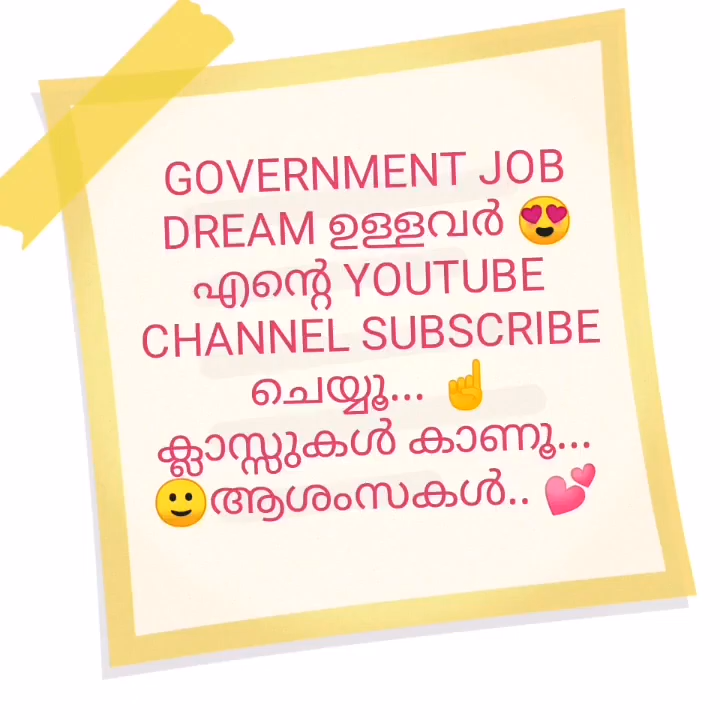 GOVERNMENT JOB
DREAM ഉള്ളവർ 😍
എന്റെ YOUTUBE
CHANNEL SUBSCRIBE
ചെയ്യൂ... ☝
ക്ലാസ്സുകൾ കാണൂ...
🙂ആശംസകൾ.. 💕